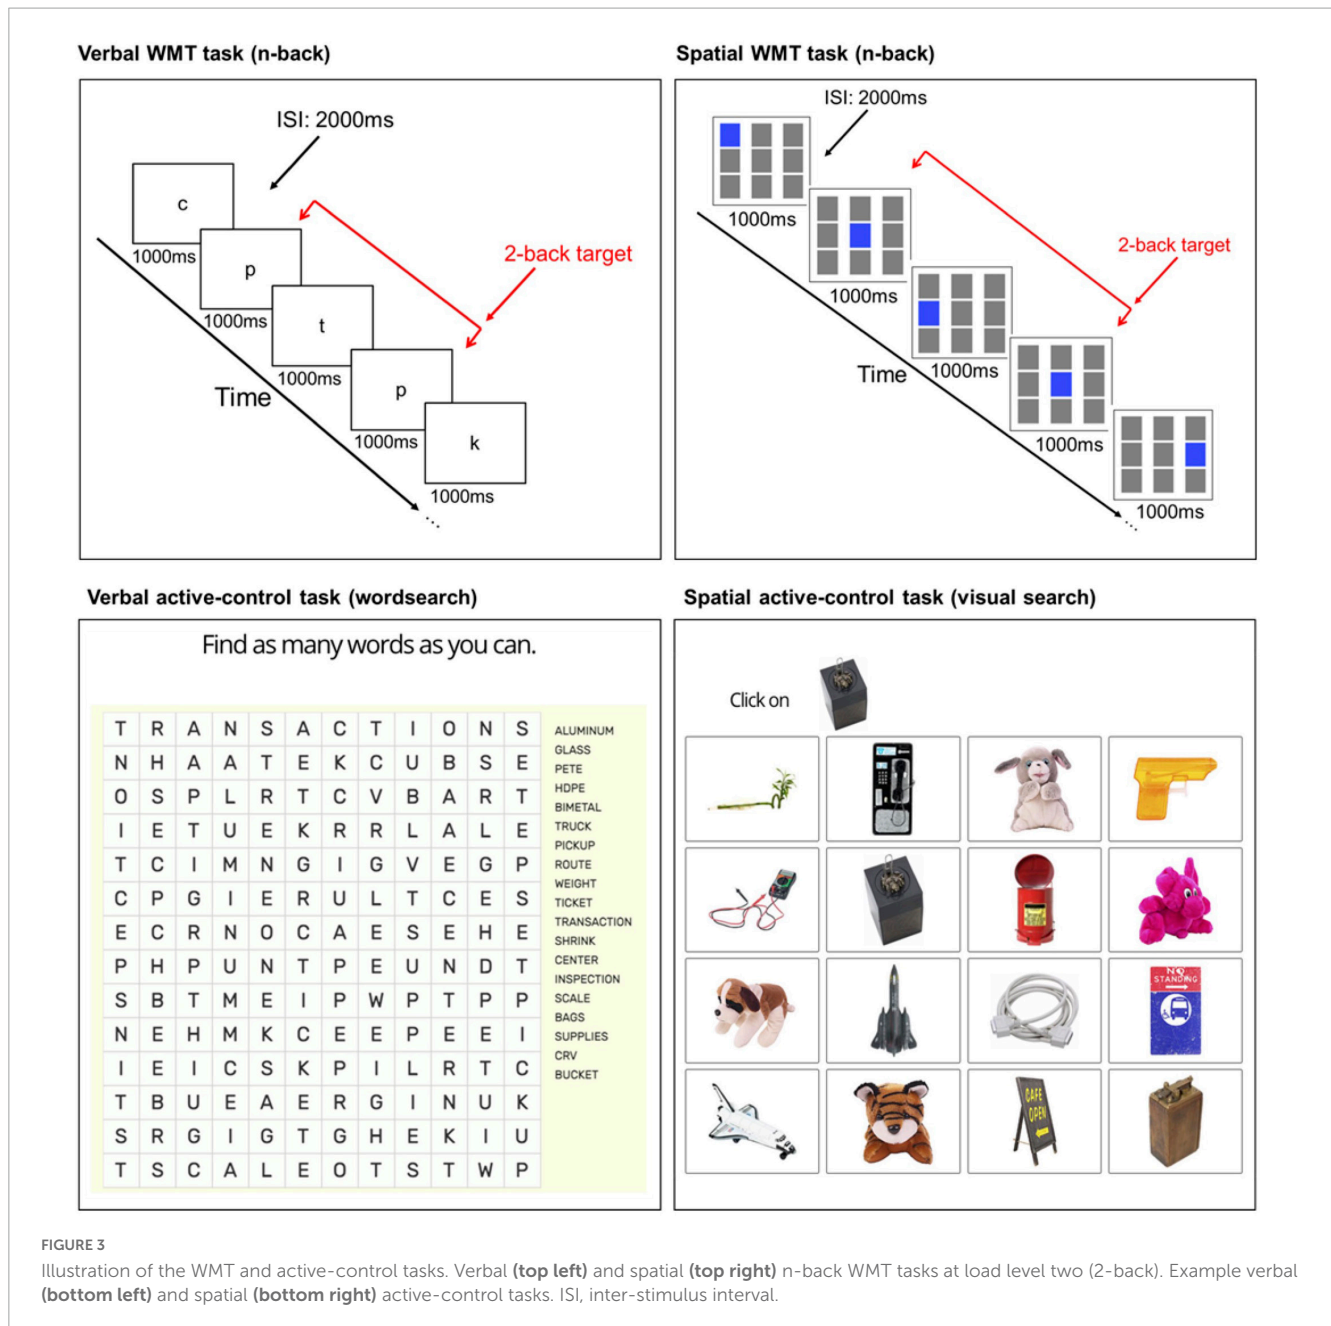 Verbal WMT task (n-back)
ISI: 2000ms
c
1000ms
p
1000ms
t
1000ms
p
1000ms
k
1000ms
2-back target
Time
...
Spatial WMT task (n-back)
ISI: 2000ms
1000ms
1000ms
1000ms
1000ms
1000ms
2-back target
Time
...
Verbal active-control task (wordsearch)
Find as many words as you can.
T R A N S A C T I O N S
N H A A T E K C U B S E
O S P L R T C V B A R T
I E T U E K R R L A L E
T C I M N G I G V E G P
C P G I E R U L T C E S
E C R N O C A E S E H E
P H P U N T P E U N D T
S B T M E I P W P T P P
N E H M K C E E P E E I
I E I C S K P I L R T C
T B U E A E R G I N U K
S R G I G T G H E K I U
T S C A L E O T S T W P
ALUMINUM
GLASS
PETE
HDPE
BIMETAL
TRUCK
PICKUP
ROUTE
WEIGHT
TICKET
TRANSACTION
SHRINK
CENTER
INSPECTION
SCALE
BAGS
SUPPLIES
CRV
BUCKET
Spatial active-control task (visual search)
Click on
NO
STANDING
CAFE
OPEN
FIGURE 3
Illustration of the WMT and active-control tasks. Verbal (top left) and spatial (top right) n-back WMT tasks at load level two (2-back). Example verbal
(bottom left) and spatial (bottom right) active-control tasks. ISI, inter-stimulus interval.